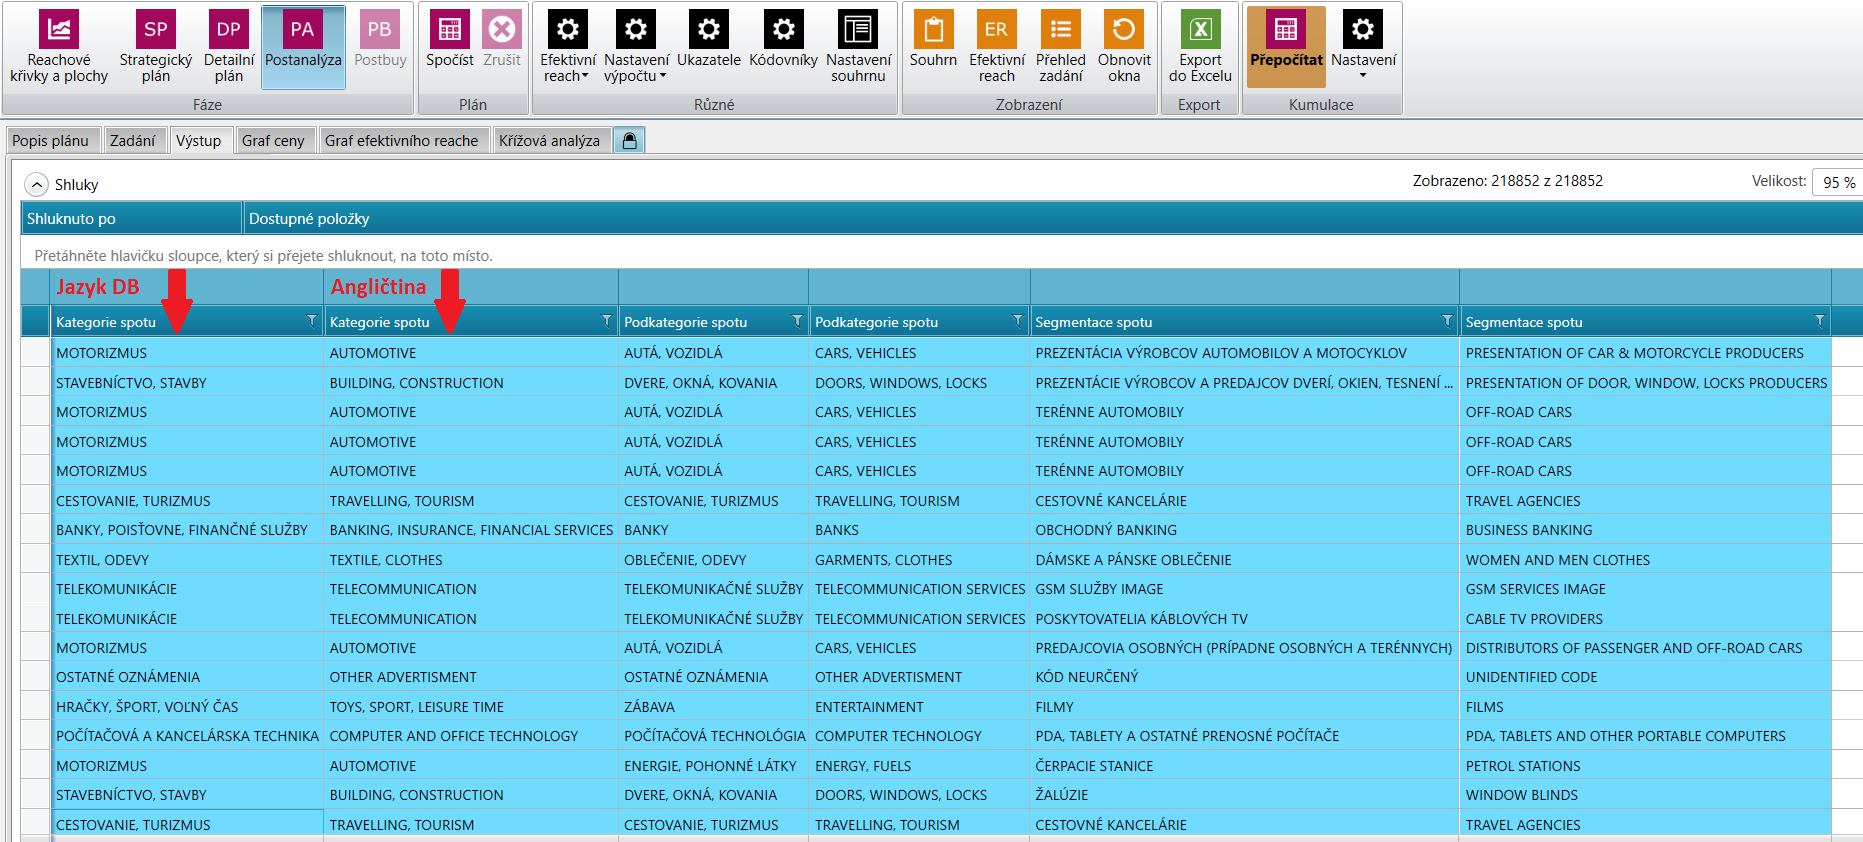 SP DP PA PB ER
Reachové křivky a plochy Strategický plán Detailní plán Postanalýza Postbuy Spočíst Zrušit Efektivní reach Nastavení výpočtu Ukazatele Kódovníky Nastavení souhrnu Souhrn Efektivní reach Přehled zadání Obnovit okna Export do Excelu Přepočítat Nastavení
Fáze Plán Různé Zobrazení Export Kumulace
Popis plánu Zadání Výstup Graf ceny Graf efektivního reache Křížová analýza
Shluky Zobrazeno: 218852 z 218852 Velikost: 95 %
Shluknuto po Dostupné položky
Přetáhněte hlavičku sloupce, který si přejete shluknout, na toto místo.
Jazyk DB Angličtina
Kategorie spotu Kategorie spotu Podkategorie spotu Podkategorie spotu Segmentace spotu Segmentace spotu
MOTORIZMUS AUTOMOTIVE AUTÁ, VOZIDLÁ CARS, VEHICLES PREZENTÁCIA VÝROBCOV AUTOMOBILOV A MOTOCYKLOV PRESENTATION OF CAR & MOTORCYCLE PRODUCERS
STAVEBNÍCTVO, STAVBY BUILDING, CONSTRUCTION DVERE, OKNÁ, KOVANIA DOORS, WINDOWS, LOCKS PREZENTÁCIE VÝROBCOV A PREDAJCOV DVERÍ, OKIEN, TESNENÍ ... PRESENTATION OF DOOR, WINDOW, LOCKS PRODUCERS
MOTORIZMUS AUTOMOTIVE AUTÁ, VOZIDLÁ CARS, VEHICLES TERÉNNE AUTOMOBILY OFF-ROAD CARS
MOTORIZMUS AUTOMOTIVE AUTÁ, VOZIDLÁ CARS, VEHICLES TERÉNNE AUTOMOBILY OFF-ROAD CARS
MOTORIZMUS AUTOMOTIVE AUTÁ, VOZIDLÁ CARS, VEHICLES TERÉNNE AUTOMOBILY OFF-ROAD CARS
CESTOVANIE, TURIZMUS TRAVELLING, TOURISM CESTOVANIE, TURIZMUS TRAVELLING, TOURISM CESTOVNÉ KANCELÁRIE TRAVEL AGENCIES
BANKY, POISŤOVNE, FINANČNÉ SLUŽBY BANKING, INSURANCE, FINANCIAL SERVICES BANKY BANKS OBCHODNÝ BANKING BUSINESS BANKING
TEXTIL, ODEVY TEXTILE, CLOTHES OBLEČENIE, ODEVY GARMENTS, CLOTHES DÁMSKE A PÁNSKE OBLEČENIE WOMEN AND MEN CLOTHES
TELEKOMUNIKÁCIE TELECOMMUNICATION TELEKOMUNIKAČNÉ SLUŽBY TELECOMMUNICATION SERVICES GSM SLUŽBY IMAGE GSM SERVICES IMAGE
TELEKOMUNIKÁCIE TELECOMMUNICATION TELEKOMUNIKAČNÉ SLUŽBY TELECOMMUNICATION SERVICES POSKYTOVATELIA KÁBLOVÝCH TV CABLE TV PROVIDERS
MOTORIZMUS AUTOMOTIVE AUTÁ, VOZIDLÁ CARS, VEHICLES PREDAJCOVIA OSOBNÝCH (PRÍPADNE OSOBNÝCH A TERÉNNYCH) DISTRIBUTORS OF PASSENGER AND OFF-ROAD CARS
OSTATNÉ OZNÁMENIA OTHER ADVERTISMENT OSTATNÉ OZNÁMENIA OTHER ADVERTISMENT KÓD NEURČENÝ UNIDENTIFIED CODE
HRAČKY, ŠPORT, VOĽNÝ ČAS TOYS, SPORT, LEISURE TIME ZÁBAVA ENTERTAINMENT FILMY FILMS
POČÍTAČOVÁ A KANCELÁRSKA TECHNIKA COMPUTER AND OFFICE TECHNOLOGY POČÍTAČOVÁ TECHNOLÓGIA COMPUTER TECHNOLOGY PDA, TABLETY A OSTATNÉ PRENOSNÉ POČÍTAČE PDA, TABLETS AND OTHER PORTABLE COMPUTERS
MOTORIZMUS AUTOMOTIVE ENERGIE, POHONNÉ LÁTKY ENERGY, FUELS ČERPACIE STANICE PETROL STATIONS
STAVEBNÍCTVO, STAVBY BUILDING, CONSTRUCTION DVERE, OKNÁ, KOVANIA DOORS, WINDOWS, LOCKS ŽALÚZIE WINDOW BLINDS
CESTOVANIE, TURIZMUS TRAVELLING, TOURISM CESTOVANIE, TURIZMUS TRAVELLING, TOURISM CESTOVNÉ KANCELÁRIE TRAVEL AGENCIES